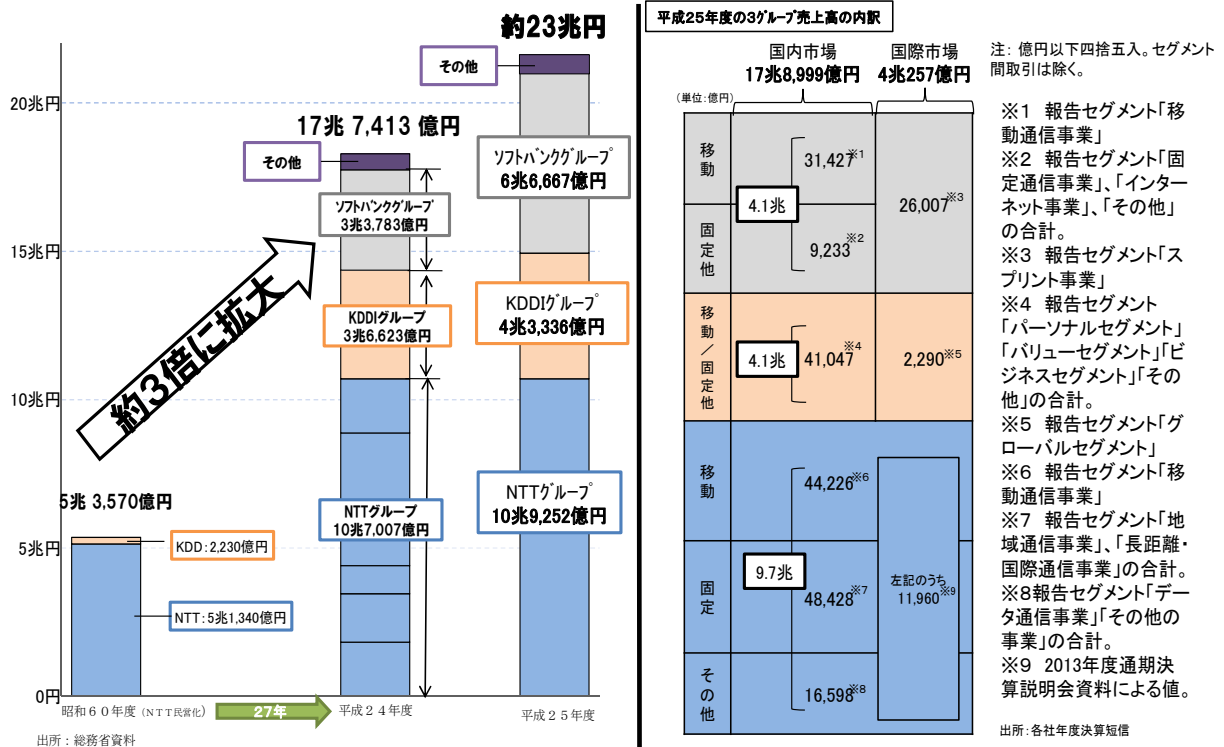 約23兆円
その他
20兆円
17兆 7,413 億円
その他
ソフトバンクグループ
6兆6,667億円
ソフトバンクグループ
3兆3,783億円
15兆円
約3倍に拡大
KDDIグループ
3兆6,623億円
KDDIグループ
4兆3,336億円
10兆円
5兆 3,570億円
NTTグループ
10兆7,007億円
NTTグループ
10兆9,252億円
KDD:2,230億円
5兆円
NTT:5兆1,340億円
0円
昭和60年度(NTT民営化)
27年
平成24年度
平成25年度
出所:総務省資料
平成25年度の3グループ売上高の内訳
国内市場
17兆8,999億円
国際市場
4兆257億円
(単位:億円)
移動
31,427※1
4.1兆
26,007※3
固定他
9,233※2
移動/固定他
4.1兆
41,047※4
2,290※5
移動
44,226※6
9.7兆
固定
48,428※7
左記のうち
11,960※9
その他
16,598※8
注: 億円以下四捨五入。セグメント
間取引は除く。
※1 報告セグメント「移
動通信事業」
※2 報告セグメント「固
定通信事業」、「インター
ネット事業」、「その他」
の合計。
※3 報告セグメント「ス
プリント事業」
※4 報告セグメント
「パーソナルセグメント」
「バリューセグメント」「ビ
ジネスセグメント」「その
他」の合計。
※5 報告セグメント「グ
ローバルセグメント」
※6 報告セグメント「移
動通信事業」
※7 報告セグメント「地
域通信事業」、「長距離・
国際通信事業」の合計。
※8報告セグメント「デー
タ通信事業」「その他の
事業」の合計。
※9 2013年度通期決
算説明会資料による値。
出所:各社年度決算短信